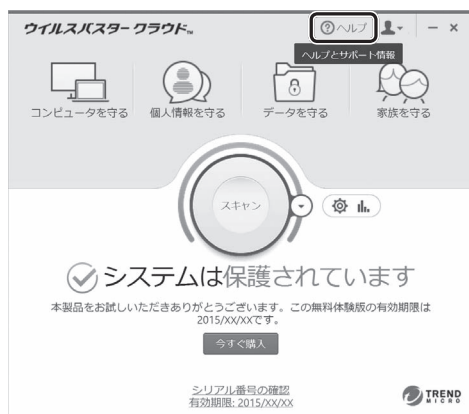 ウイルスバスター クラウド™
ヘルプ
ヘルプとサポート情報
コンピュータを守る
個人情報を守る
データを守る
家族を守る
スキャン
システムは保護されています
本製品をお試しいただきありがとうございます。この無料体験版の有効期限は
2015/XX/XXです。
今すぐ購入
シリアル番号の確認
有効期限: 2015/XX/XX
TREND
MICRO